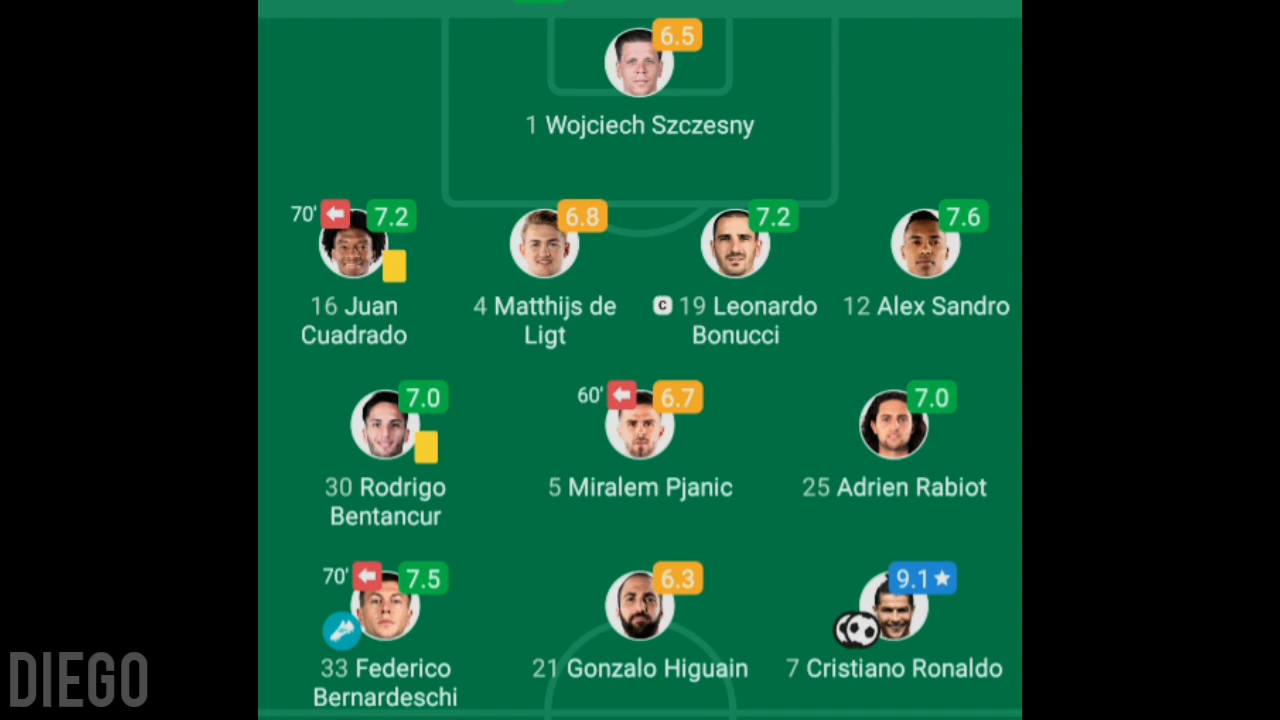 6.5
1 Wojciech Szczesny
70' 7.2
6.8
7.2
7.6
16 Juan
Cuadrado
4 Matthijs de
Ligt
C 19 Leonardo
Bonucci
12 Alex Sandro
7.0
60' 6.7
7.0
30 Rodrigo
Bentancur
5 Miralem Pjanic
25 Adrien Rabiot
70' 7.5
6.3
9.1
33 Federico
Bernardeschi
21 Gonzalo Higuain
7 Cristiano Ronaldo
DIEGO